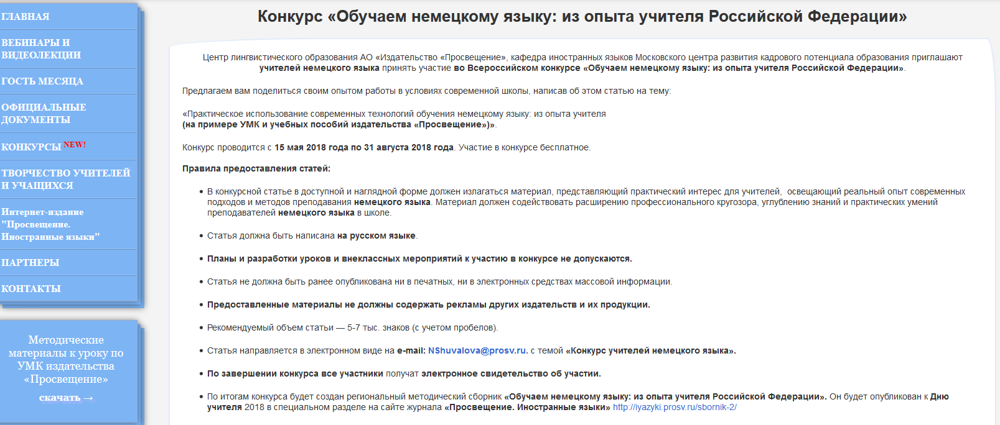 ГЛАВНАЯ
ВЕБИНАРЫ И
ВИДЕОЛЕКЦИИ
ГОСТЬ МЕСЯЦА
ОФИЦИАЛЬНЫЕ
ДОКУМЕНТЫ
КОНКУРСЫ NEW!
ТВОРЧЕСТВО УЧИТЕЛЕЙ
И УЧАЩИХСЯ
Интернет-издание
"Просвещение.
Иностранные языки"
ПАРТНЕРЫ
КОНТАКТЫ
Методические
материалы к уроку по
УМК издательства
«Просвещение»
скачать →
Конкурс «Обучаем немецкому языку: из опыта учителя Российской Федерации»
Центр лингвистического образования АО «Издательство «Просвещение», кафедра иностранных языков Московского центра развития кадрового потенциала образования приглашают
учителей немецкого языка принять участие во Всероссийском конкурсе «Обучаем немецкому языку: из опыта учителя Российской Федерации».
Предлагаем вам поделиться своим опытом работы в условиях современной школы, написав об этом статью на тему:
«Практическое использование современных технологий обучения немецкому языку: из опыта учителя
(на примере УМК и учебных пособий издательства «Просвещение»)».
Конкурс проводится с 15 мая 2018 года по 31 августа 2018 года. Участие в конкурсе бесплатное.
Правила предоставления статей:
• В конкурсной статье в доступной и наглядной форме должен излагаться материал, представляющий практический интерес для учителей, освещающий реальный опыт современных
подходов и методов преподавания немецкого языка. Материал должен содействовать расширению профессионального кругозора, углублению знаний и практических умений
преподавателей немецкого языка в школе.
• Статья должна быть написана на русском языке.
• Планы и разработки уроков и внеклассных мероприятий к участию в конкурсе не допускаются.
• Статья не должна быть ранее опубликована ни в печатных, ни в электронных средствах массовой информации.
• Предоставленные материалы не должны содержать рекламы других издательств и их продукции.
• Рекомендуемый объем статьи — 5-7 тыс. знаков (с учетом пробелов).
• Статья направляется в электронном виде на e-mail: NShuvalova@prosv.ru. с темой «Конкурс учителей немецкого языка».
• По завершении конкурса все участники получат электронное свидетельство об участии.
• По итогам конкурса будет создан региональный методический сборник «Обучаем немецкому языку: из опыта учителя Российской Федерации». Он будет опубликован к Дню
учителя 2018 в специальном разделе на сайте журнала «Просвещение. Иностранные языки» http://iyazyki.prosv.ru/sbornik-2/